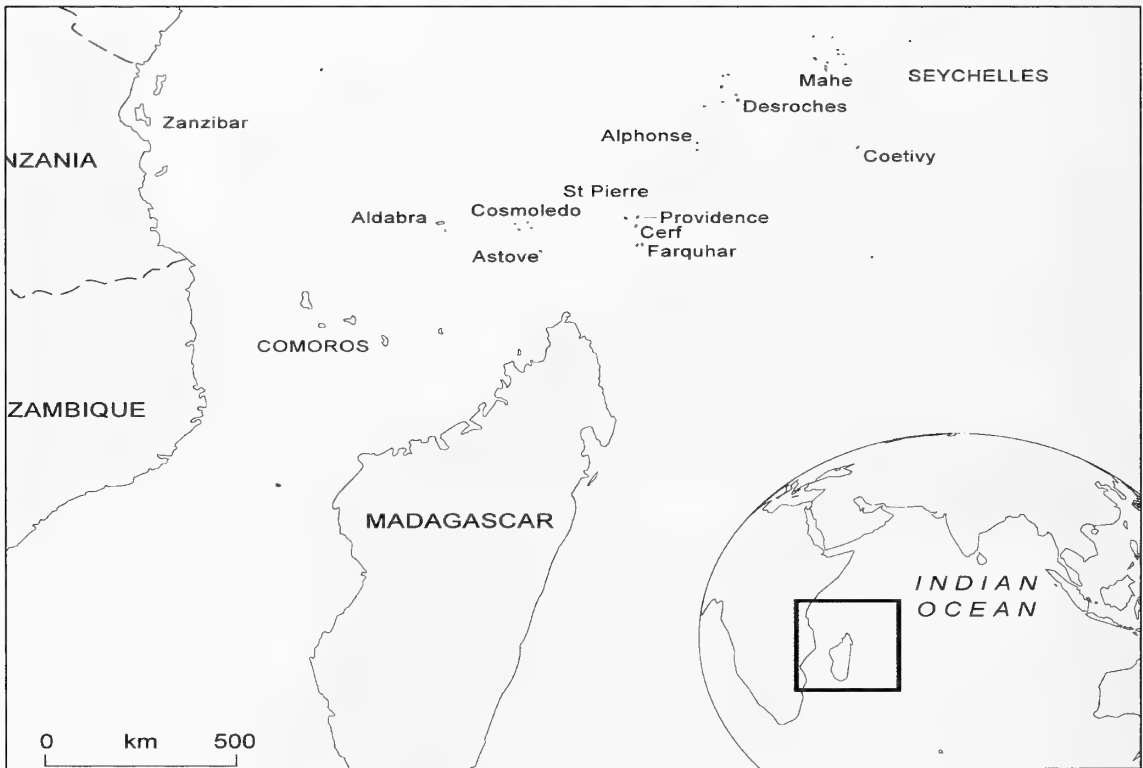 Mahe
SEYCHELLES
Desroches
Zanzibar
Alphonse
NZANIA
Coetivy
St Pierre
Cosmoledo
Aldabra
Providence
Cerf
Astove
Farquhar
COMOROS
ZAMBIQUE
MADAGASCAR
INDIAN
OCEAN
0 km 500